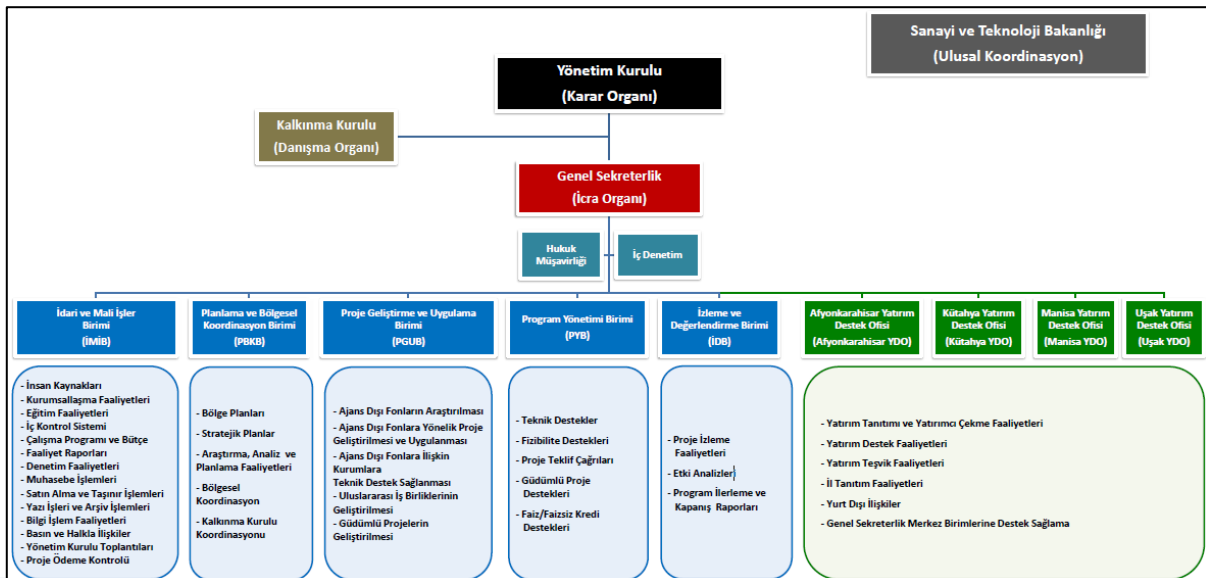 Sanayi ve Teknoloji Bakanlığı
(Ulusal Koordinasyon)
Yönetim Kurulu
(Karar Organı)
Kalkınma Kurulu
(Danışma Organı)
Genel Sekreterlik
(İcra Organı)
Hukuk
Müşavirliği
İç Denetim
İdari ve Mali İşler
Birimi
(İMİB)
Planlama ve Bölgesel
Koordinasyon Birimi
(PBKB)
Proje Geliştirme ve Uygulama
Birimi
(PGUB)
Program Yönetimi Birimi
(PYB)
İzleme ve
Değerlendirme Birimi
(İDB)
Afyonkarahisar Yatırım
Destek Ofisi
(Afyonkarahisar YDO)
Kütahya Yatırım
Destek Ofisi
(Kütahya YDO)
Manisa Yatırım
Destek Ofisi
(Manisa YDO)
Uşak Yatırım
Destek Ofisi
(Uşak YDO)
- İnsan Kaynakları
- Kurumsallaşma Faaliyetleri
- Eğitim Faaliyetleri
- İç Kontrol Sistemi
- Çalışma Programı ve Bütçe
- Faaliyet Raporları
- Denetim Faaliyetleri
- Muhasebe İşlemleri
- Satın Alma ve Taşınır İşlemleri
- Yazı İşleri ve Arşiv İşlemleri
- Bilgi İşlem Faaliyetleri
- Basın ve Halkla İlişkiler
- Yönetim Kurulu Toplantıları
- Proje Ödeme Kontrolü
- Bölge Planları
- Stratejik Planlar
- Araştırma, Analiz ve
Planlama Faaliyetleri
- Bölgesel
Koordinasyon
- Kalkınma Kurulu
Koordinasyonu
- Ajans Dışı Fonların Araştırılması
- Ajans Dışı Fonlara Yönelik Proje
Geliştirilmesi ve Uygulanması
- Ajans Dışı Fonlara İlişkin
Kurumlara
Teknik Destek Sağlanması
- Uluslararası İş Birliklerinin
Geliştirilmesi
- Güdümlü Projelerin
Geliştirilmesi
- Teknik Destekler
- Fizibilite Destekleri
- Proje Teklif Çağrıları
- Güdümlü Proje
Destekleri
- Faiz/Faizsiz Kredi
Destekleri
- Proje İzleme
Faaliyetleri
- Etki Analizleri
- Program İlerleme ve
Kapanış Raporları
- Yatırım Tanıtımı ve Yatırımcı Çekme Faaliyetleri
- Yatırım Destek Faaliyetleri
- Yatırım Teşvik Faaliyetleri
- İl Tanıtım Faaliyetleri
- Yurt Dışı İlişkiler
- Genel Sekreterlik Merkez Birimlerine Destek Sağlama